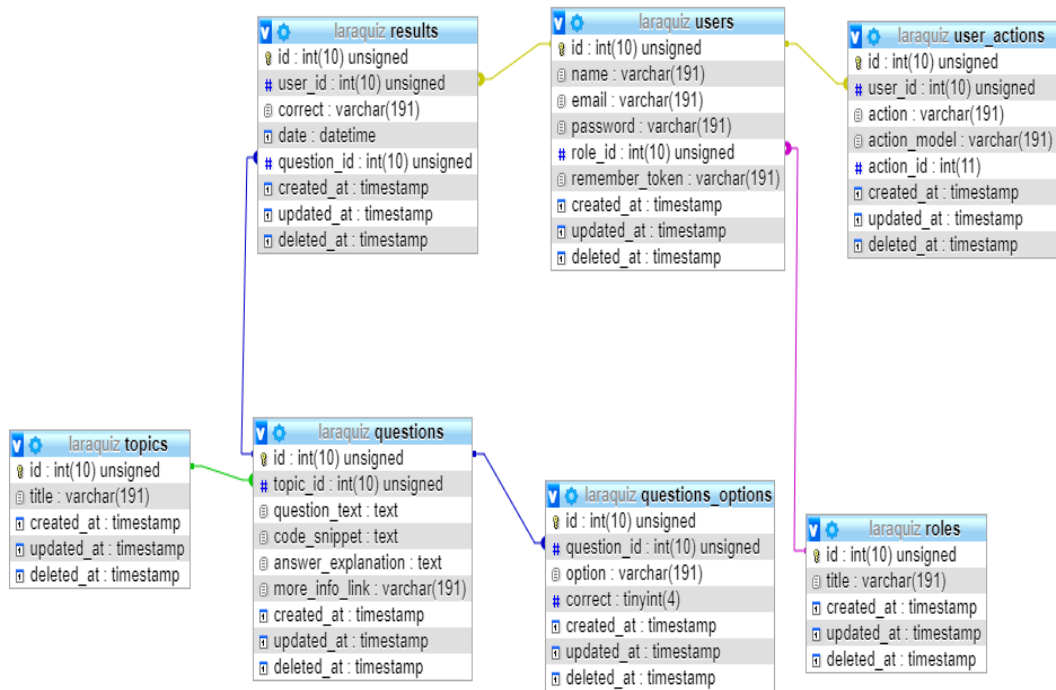 laraquiz results
id : int(10) unsigned
user_id : int(10) unsigned
correct : varchar(191)
date : datetime
question_id : int(10) unsigned
created_at : timestamp
updated_at : timestamp
deleted_at : timestamp
laraquiz users
id : int(10) unsigned
name : varchar(191)
email : varchar(191)
password : varchar(191)
role_id : int(10) unsigned
remember_token : varchar(191)
created_at : timestamp
updated_at : timestamp
deleted_at : timestamp
laraquiz user_actions
id : int(10) unsigned
user_id : int(10) unsigned
action : varchar(191)
action_model : varchar(191)
action_id : int(11)
created_at : timestamp
updated_at : timestamp
deleted_at : timestamp
laraquiz topics
id : int(10) unsigned
title : varchar(191)
created_at : timestamp
updated_at : timestamp
deleted_at : timestamp
laraquiz questions
id : int(10) unsigned
topic_id : int(10) unsigned
question_text : text
code_snippet : text
answer_explanation : text
more_info_link : varchar(191)
created_at : timestamp
updated_at : timestamp
deleted_at : timestamp
laraquiz questions_options
id : int(10) unsigned
question_id : int(10) unsigned
option : varchar(191)
correct : tinyint(4)
created_at : timestamp
updated_at : timestamp
deleted_at : timestamp
laraquiz roles
id : int(10) unsigned
title : varchar(191)
created_at : timestamp
updated_at : timestamp
deleted_at : timestamp